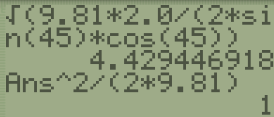 √(9.81*2.0/(2*si
n(45)*cos(45))
4.429446918
Ans^2/(2*9.81)
1